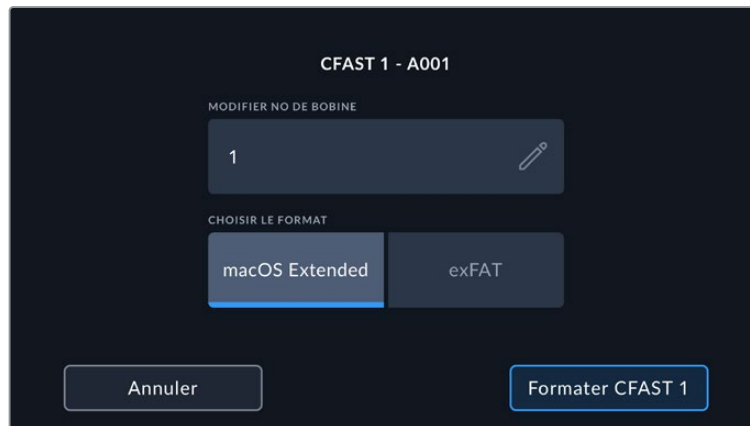 CFAST 1 - A001
MODIFIER NO DE BOBINE
1
CHOISIR LE FORMAT
macOS Extended
exFAT
Annuler
Formater CFAST 1